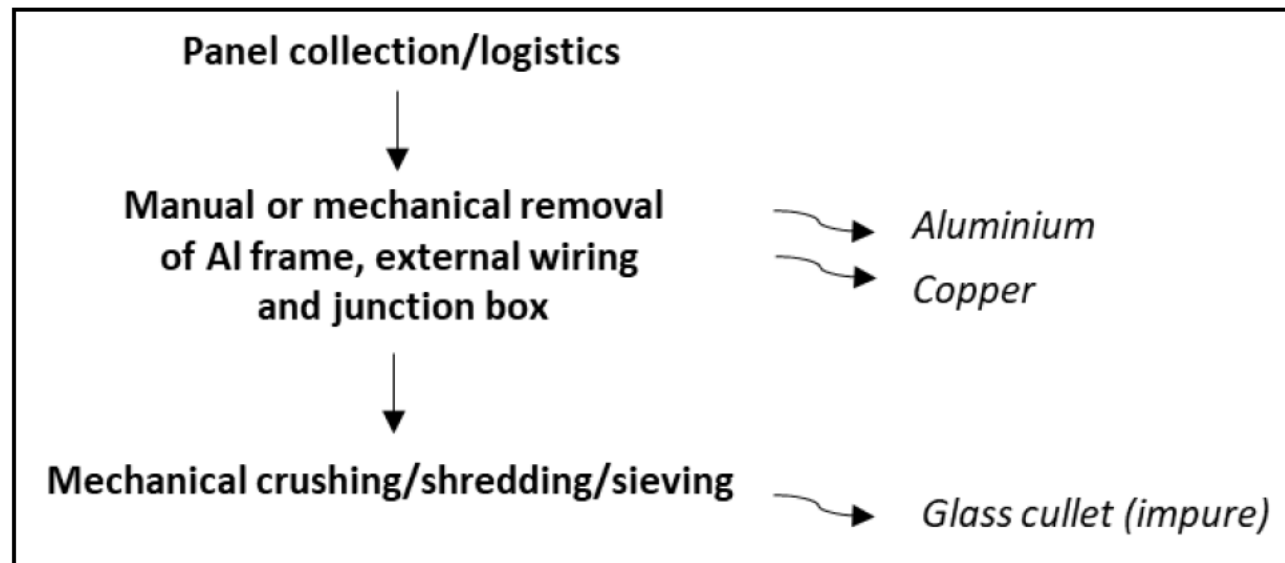 Panel collection/logistics
Manual or mechanical removal
of Al frame, external wiring
and junction box
Aluminium
Copper
Mechanical crushing/shredding/sieving
Glass cullet (impure)